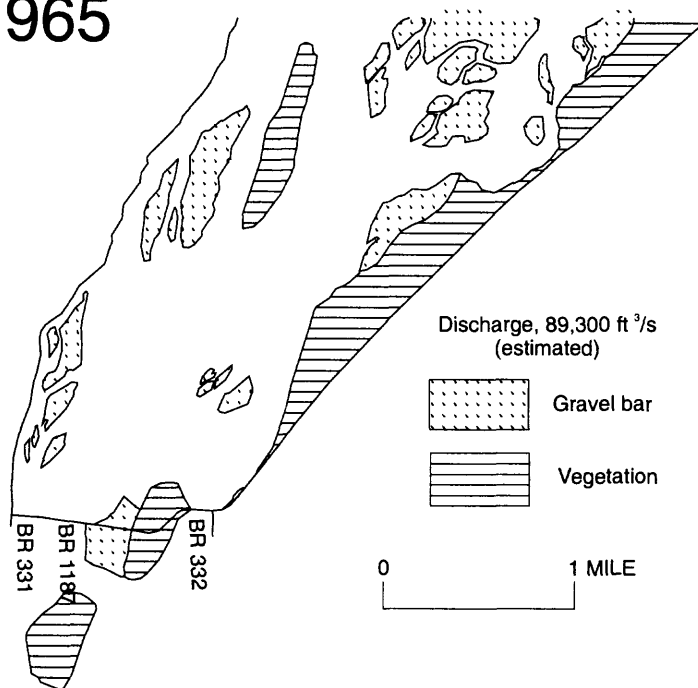 965
Discharge, 89,300 ft³/s
(estimated)
Gravel bar
Vegetation
0 1 MILE
BR 331
BR 1187
BR 332